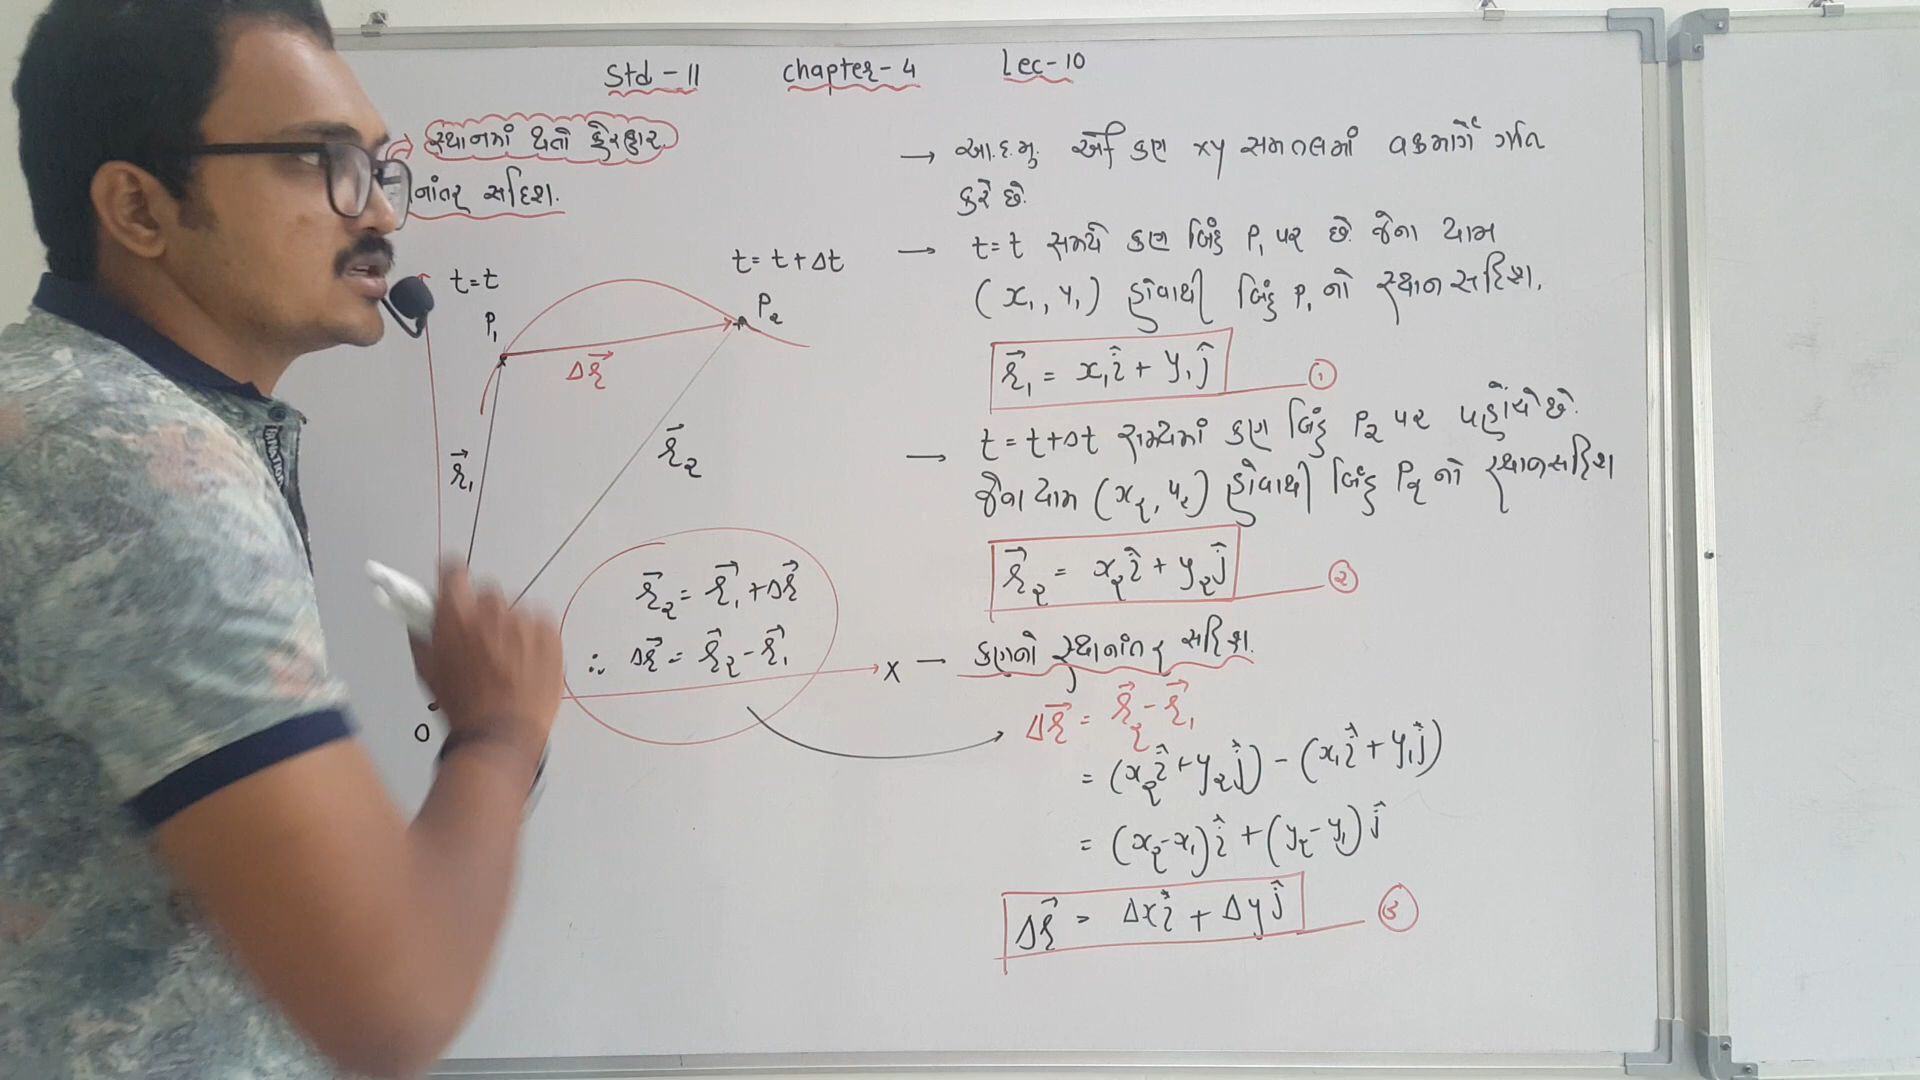 Std - 11 Chapter - 4 Lec - 10
સ્થાનમાં થતો ફેરફાર.
નાંતર સદિશ.
t = t
t = t + Δt
P₁
P₂
Δr⃗
r⃗₁
r⃗₂
r⃗₂ = r⃗₁ + Δr⃗
∴ Δr⃗ = r⃗₂ - r⃗₁
X
O
→ આ.દ.મુ. કણ xy સમતલમાં વક્રમાર્ગે ગતિ
કરે છે.
→ t = t સમયે કણ બિંદુ P₁ પર છે. જેના યામ
(x₁, y₁) હોવાથી બિંદુ P₁ નો સ્થાન સદિશ.
r⃗₁ = x₁î + y₁ĵ ①
→ t = t + Δt સમયમાં કણ બિંદુ P₂ પર પહોંચે છે.
જેના યામ (x₂, y₂) હોવાથી બિંદુ P₂ નો સ્થાનસદિશ
r⃗₂ = x₂î + y₂ĵ ②
— કણનો સ્થાનાંતર સદિશ.
Δr⃗ = r⃗₂ - r⃗₁
= (x₂î + y₂ĵ) - (x₁î + y₁ĵ)
= (x₂ - x₁)î + (y₂ - y₁)ĵ
Δr⃗ = Δxî + Δyĵ ③